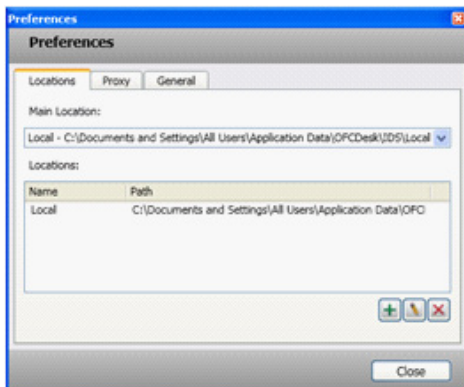 Preferences
Preferences
Locations Proxy General
Main Location:
Local - C:\Documents and Settings\All Users\Application Data\OFCDesk\IDS\Local
Locations:
Name Path
Local C:\Documents and Settings\All Users\Application Data\OFC
Close